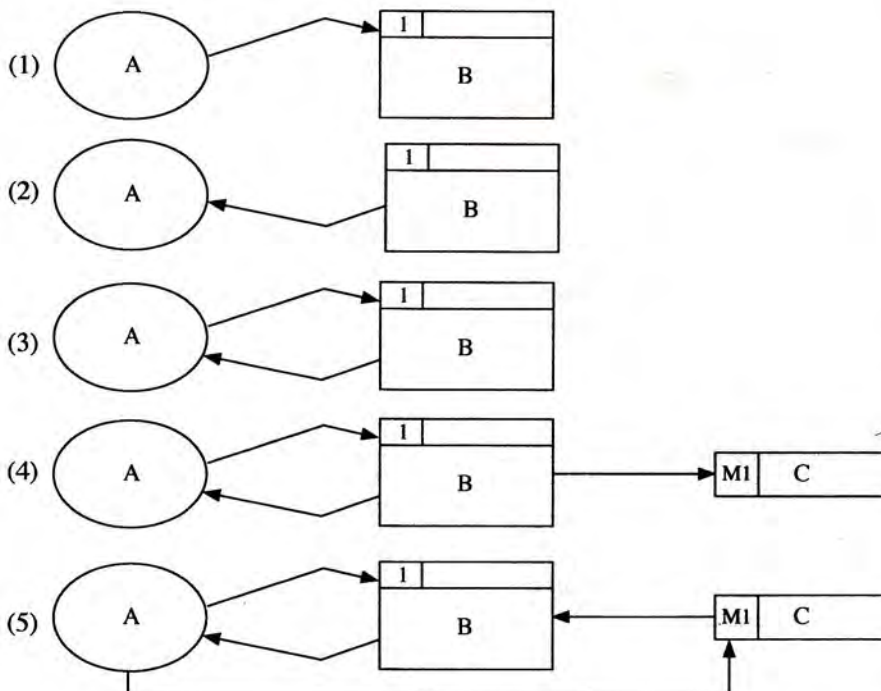 1
(1) A B
1
(2) A B
1
(3) A B
1
(4) A B M1 C
1
(5) A B M1 C